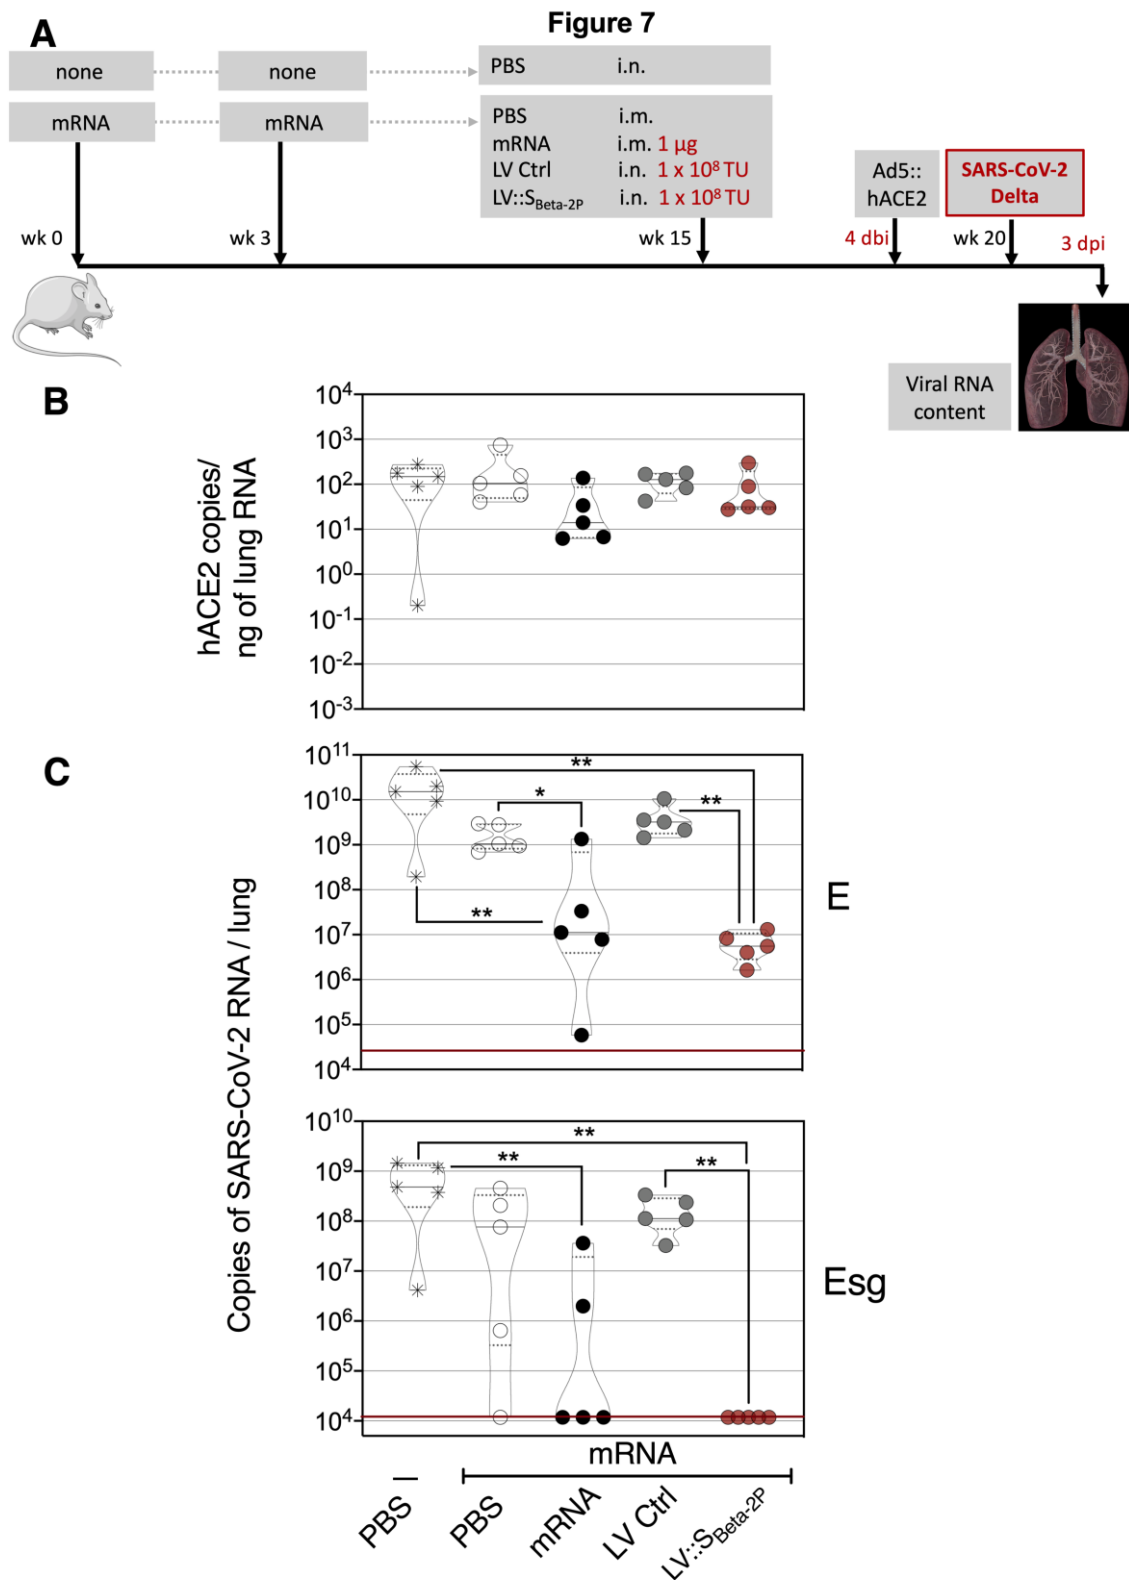 Figure 7
A
none
none
PBS i.n.
mRNA
mRNA
PBS i.m.
mRNA i.m. 1 µg
LV Ctrl i.n. 1 x 10⁸ TU
LV::S_Beta-2P i.n. 1 x 10⁸ TU
Ad5::
hACE2
SARS-CoV-2
Delta
wk 0
wk 3
wk 15
4 dbi
wk 20
3 dpi
Viral RNA
content
B
hACE2 copies/
ng of lung RNA
10⁴
10³
10²
10¹
10⁰
10⁻¹
10⁻²
10⁻³
C
Copies of SARS-CoV-2 RNA / lung
10¹¹
10¹⁰
10⁹
10⁸
10⁷
10⁶
10⁵
10⁴
**
*
**
**
E
10¹⁰
10⁹
10⁸
10⁷
10⁶
10⁵
10⁴
**
**
**
Esg
mRNA
–
PBS
PBS
mRNA
LV Ctrl
LV::S_Beta-2P